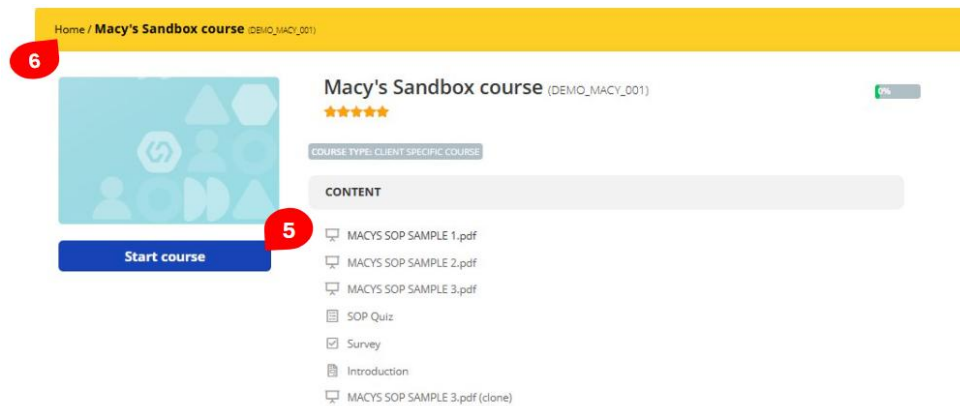 Home / Macy's Sandbox course (DEMO_MACY_001)
6
Macy's Sandbox course (DEMO_MACY_001)
0%
COURSE TYPE: CLIENT SPECIFIC COURSE
CONTENT
5
MACYS SOP SAMPLE 1.pdf
Start course
MACYS SOP SAMPLE 2.pdf
MACYS SOP SAMPLE 3.pdf
SOP Quiz
Survey
Introduction
MACYS SOP SAMPLE 3.pdf (clone)